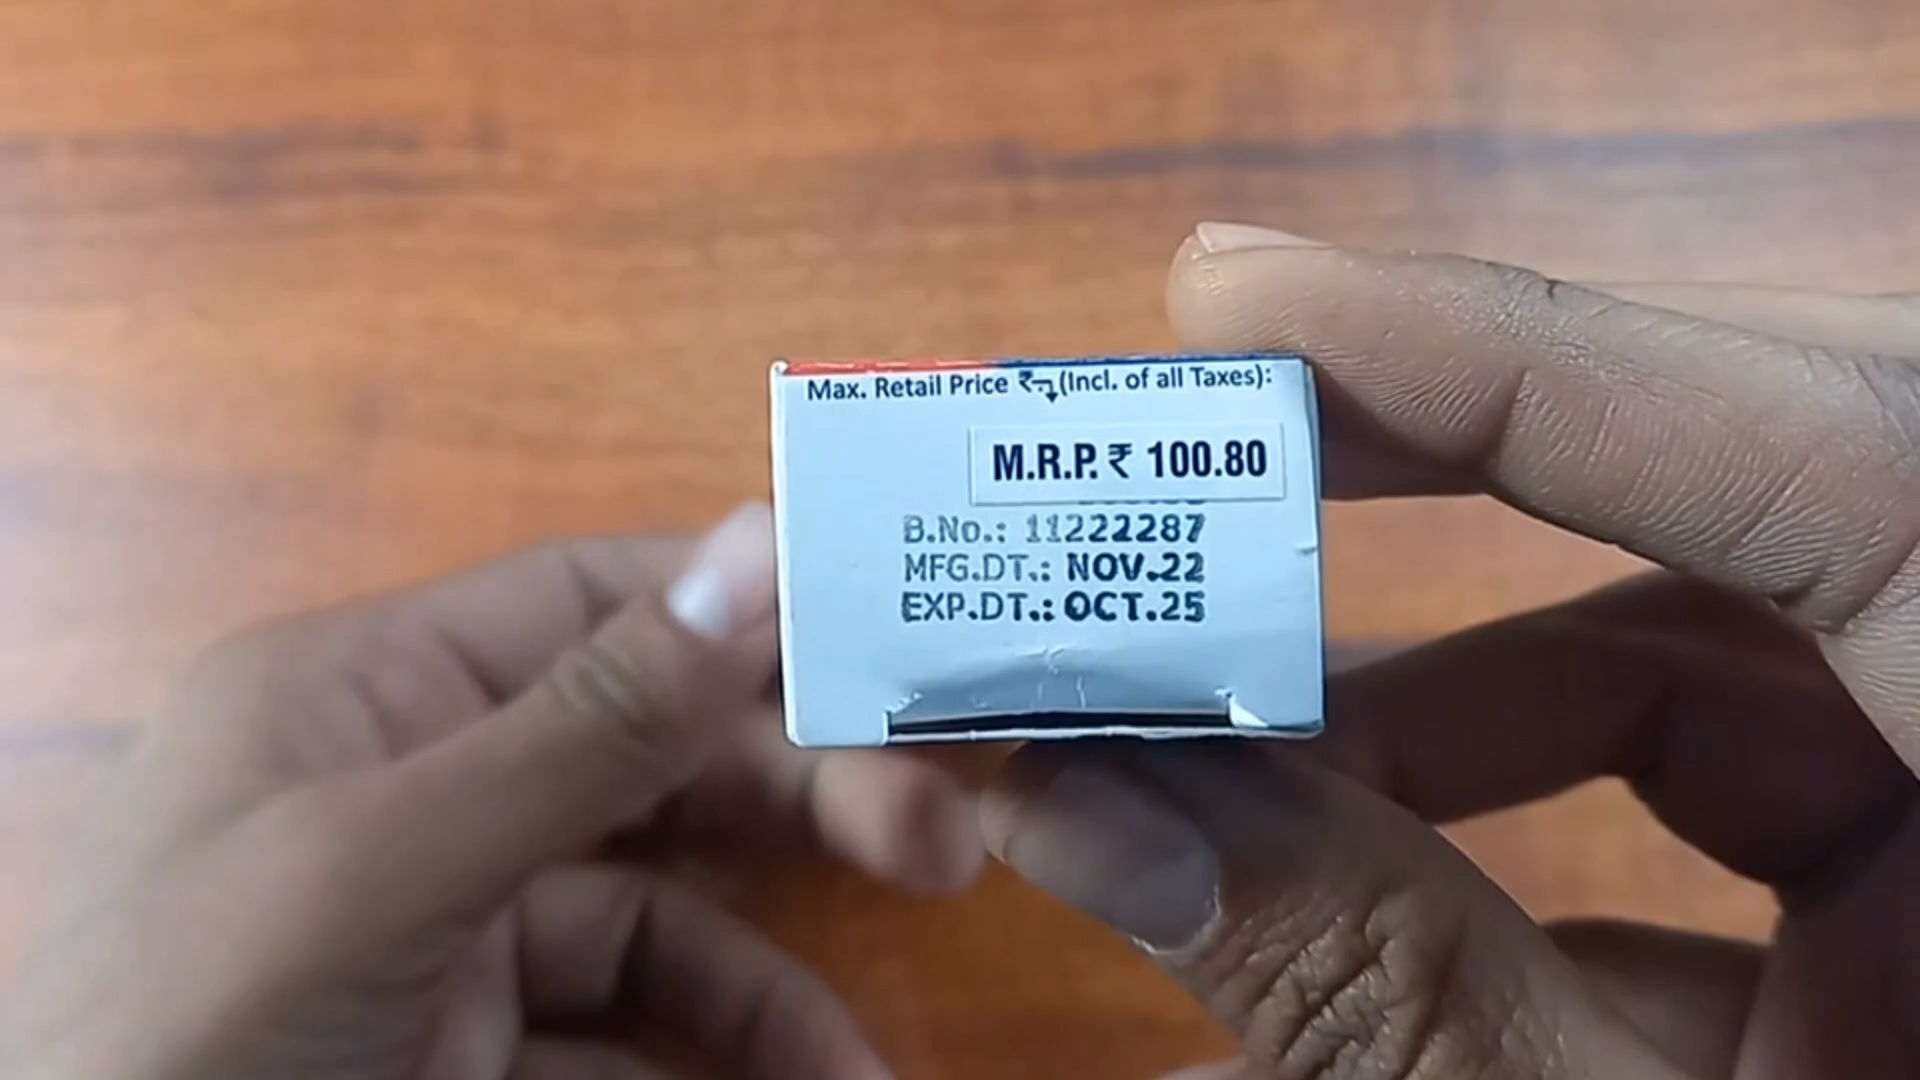 Max. Retail Price ₹ (Incl. of all Taxes):
M.R.P. ₹ 100.80
B.No.: 11222287
MFG.DT.: NOV.22
EXP.DT.: OCT.25